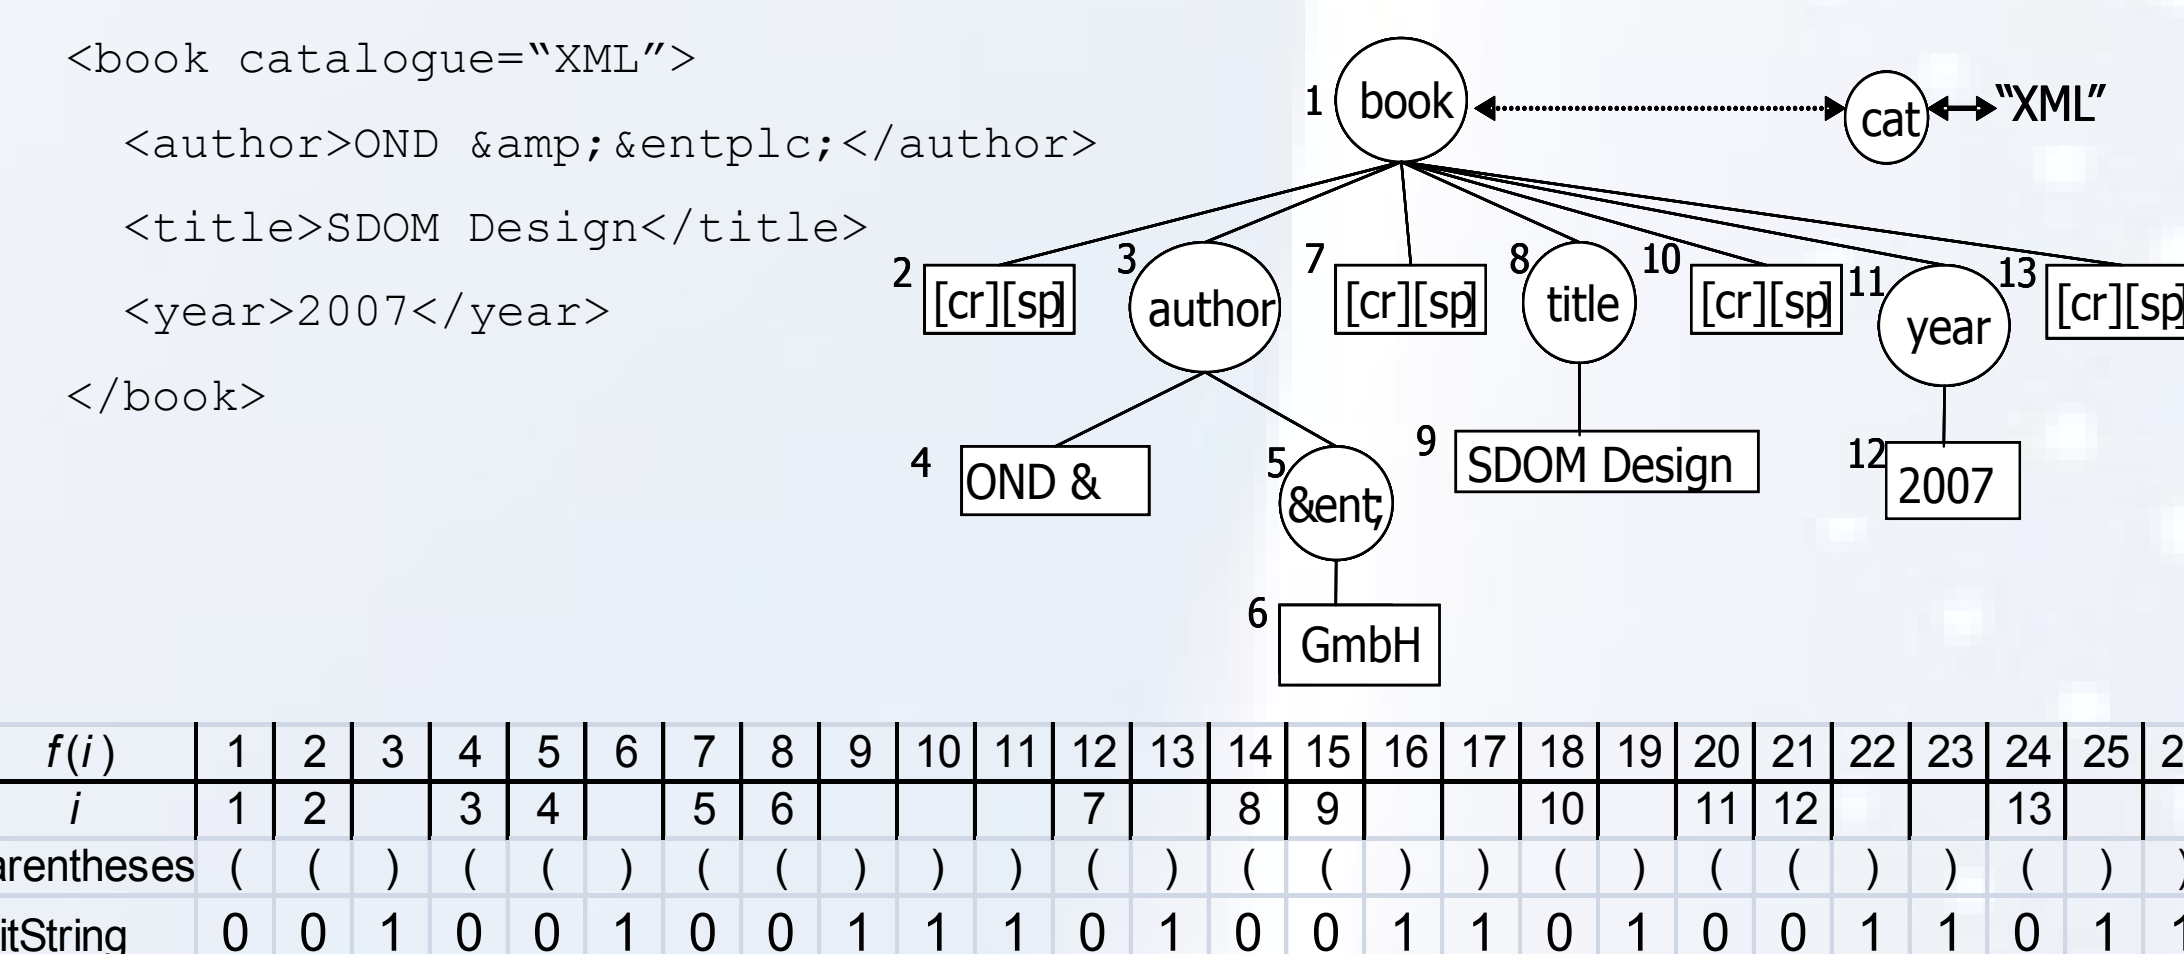 <book catalogue=“XML”>
<author>OND &amp;&entplc;</author>
<title>SDOM Design</title>
<year>2007</year>
</book>
1 book cat “XML”
2 [cr][sp] 3 author 7 [cr][sp] 8 title 10 [cr][sp] 11 year 13 [cr][sp]
4 OND & 5 &ent; 9 SDOM Design 12 2007
6 GmbH
f(i) 1 2 3 4 5 6 7 8 9 10 11 12 13 14 15 16 17 18 19 20 21 22 23 24 25 2
i 1 2 3 4 5 6 7 8 9 10 11 12 13
arentheses ( ( ) ( ( ) ( ( ) ) ) ( ) ( ( ) ) ( ) ( ( ) ) ( ) )
itString 0 0 1 0 0 1 0 0 1 1 1 0 1 0 0 1 1 0 1 0 0 1 1 0 1 1